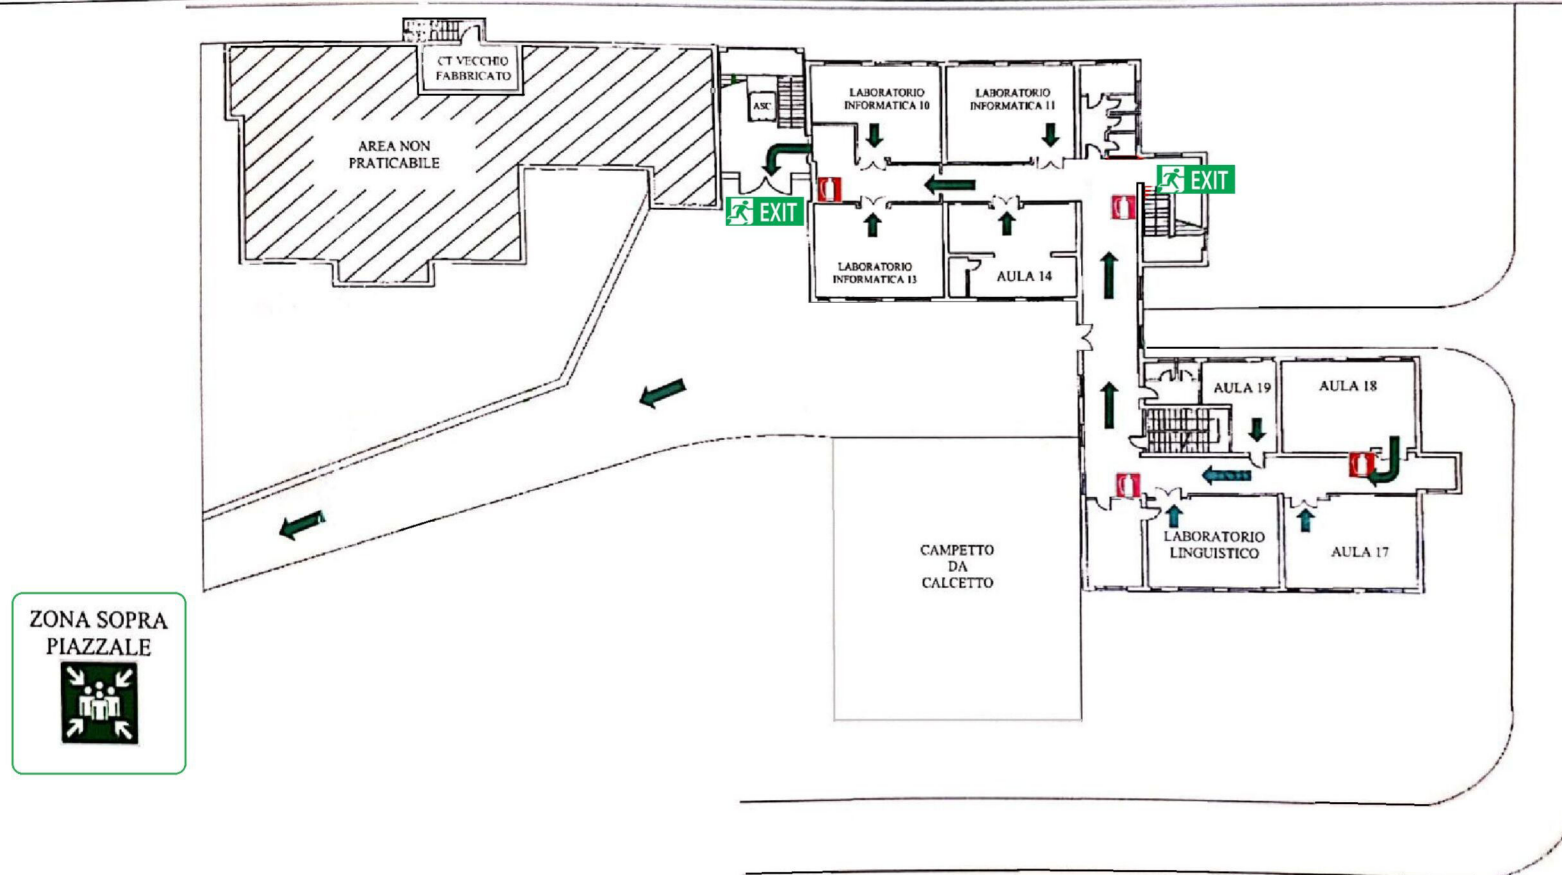 CT VECCHIO
FABBRICATO
AREA NON
PRATICABILE
ASC
LABORATORIO
INFORMATICA 10
LABORATORIO
INFORMATICA 11
EXIT
EXIT
LABORATORIO
INFORMATICA 13
AULA 14
AULA 19
AULA 18
LABORATORIO
LINGUISTICO
AULA 17
CAMPETTO
DA
CALCETTO
ZONA SOPRA
PIAZZALE